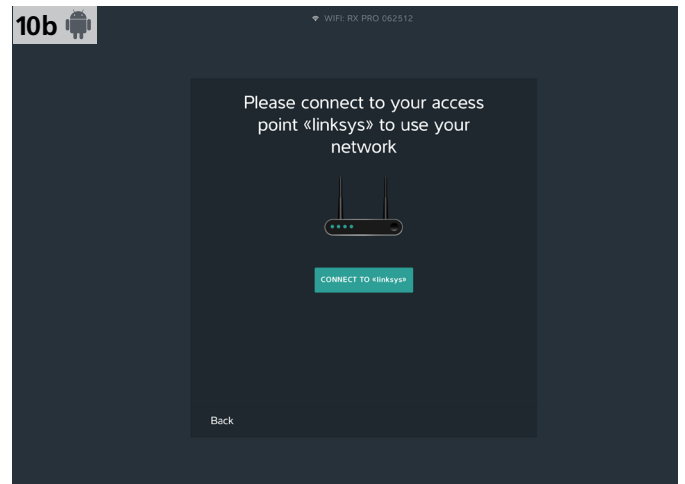 10b
WIFI: RX PRO 062512
Please connect to your access
point «linksys» to use your
network
CONNECT TO «linksys»
Back